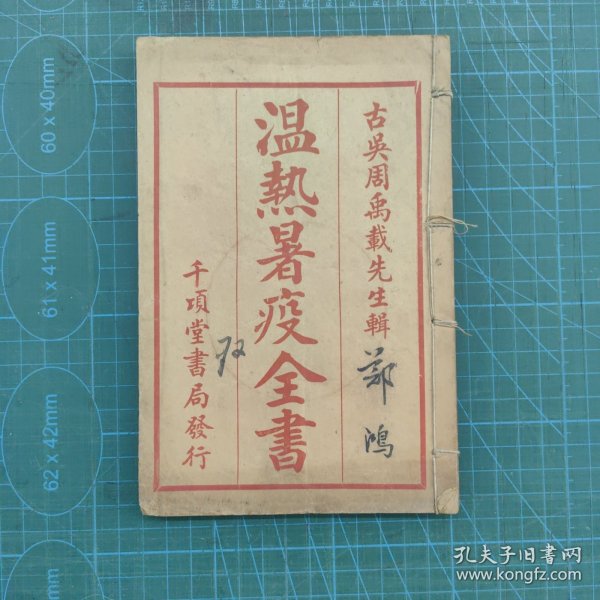 古吳周禹載先生輯
鄭鴻
溫熱暑疫全書
千頃堂書局發行
60 x 40mm
61 x 41mm
62 x 42mm
孔夫子旧书网
www.kongfz.com